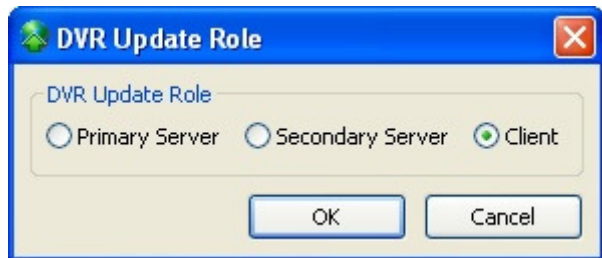 DVR Update Role
DVR Update Role
Primary Server Secondary Server Client
OK Cancel